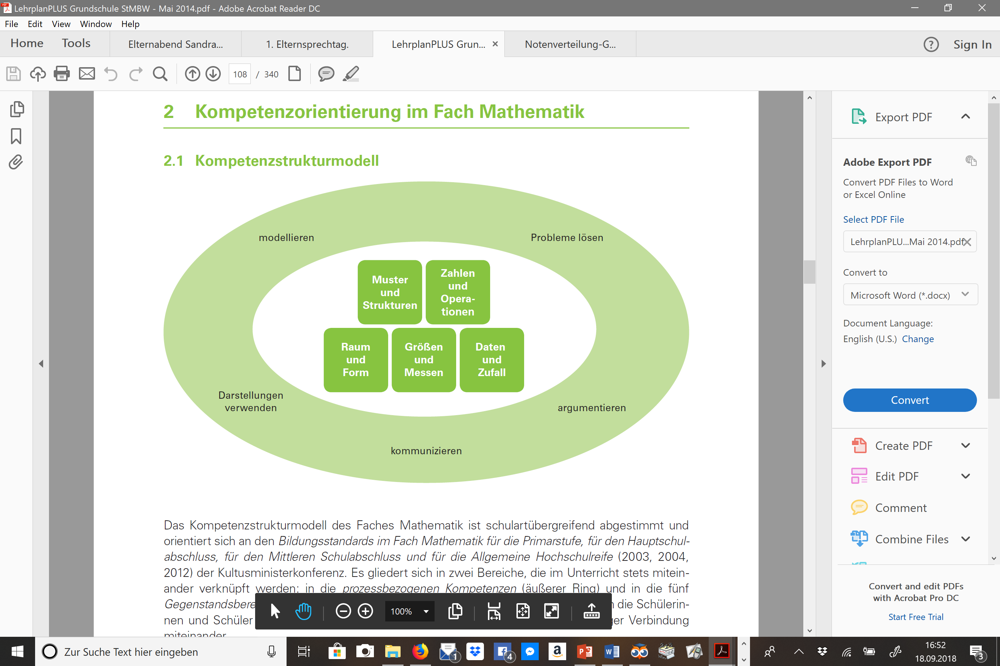 LehrplanPLUS Grundschule StMBW - Mai 2014.pdf - Adobe Acrobat Reader DC
File Edit View Window Help
Home Tools Elternabend Sandra... 1. Elternsprechtag. LehrplanPLUS Grun... Notenverteilung-G... Sign In
108 / 340
2 Kompetenzorientierung im Fach Mathematik
2.1 Kompetenzstrukturmodell
modellieren
Probleme lösen
Muster
und
Strukturen
Zahlen
und
Opera-
tionen
Raum
und
Form
Größen
und
Messen
Daten
und
Zufall
Darstellungen
verwenden
argumentieren
kommunizieren
Das Kompetenzstrukturmodell des Faches Mathematik ist schulartübergreifend abgestimmt und
orientiert sich an den Bildungsstandards im Fach Mathematik für die Primarstufe, für den Hauptschul-
abschluss, für den Mittleren Schulabschluss und für die Allgemeine Hochschulreife (2003, 2004,
2012) der Kultusministerkonferenz. Es gliedert sich in zwei Bereiche, die im Unterricht stets mitein-
ander verknüpft werden: in die prozessbezogenen Kompetenzen (äußerer Ring) und in die fünf
Gegenstandsbere die Schülerin-
nen und Schüler Verbindung
miteinander
100%
Export PDF
Adobe Export PDF
Convert PDF Files to Word
or Excel Online
Select PDF File
LehrplanPLU...Mai 2014.pdf
Convert to
Microsoft Word (*.docx)
Document Language:
English (U.S.) Change
Convert
Create PDF
Edit PDF
Comment
Combine Files
Convert and edit PDFs
with Acrobat Pro DC
Start Free Trial
Zur Suche Text hier eingeben
1
4
16:52
18.09.2018
3